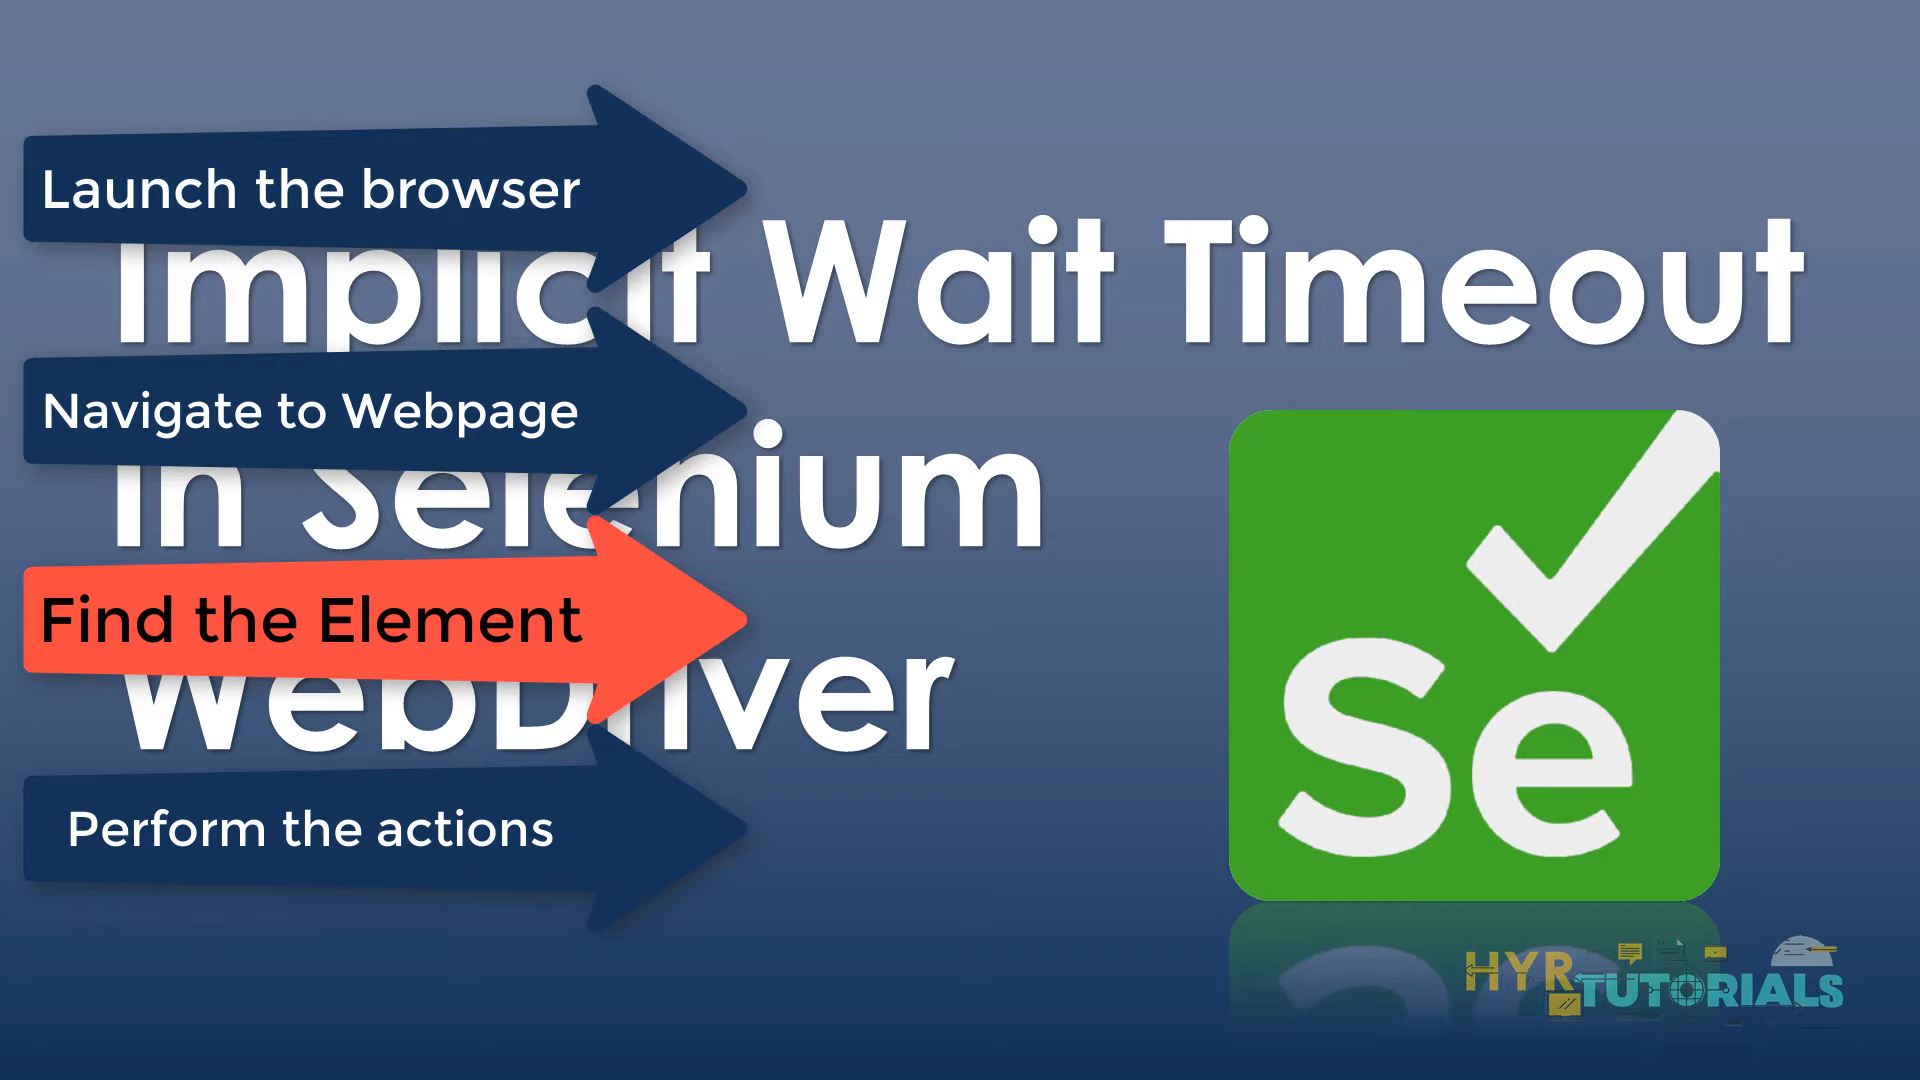 Launch the browser
Implicit Wait Timeout
Navigate to Webpage
in Selenium
Find the Element
WebDriver
Perform the actions
Se
HYR TUTORIALS